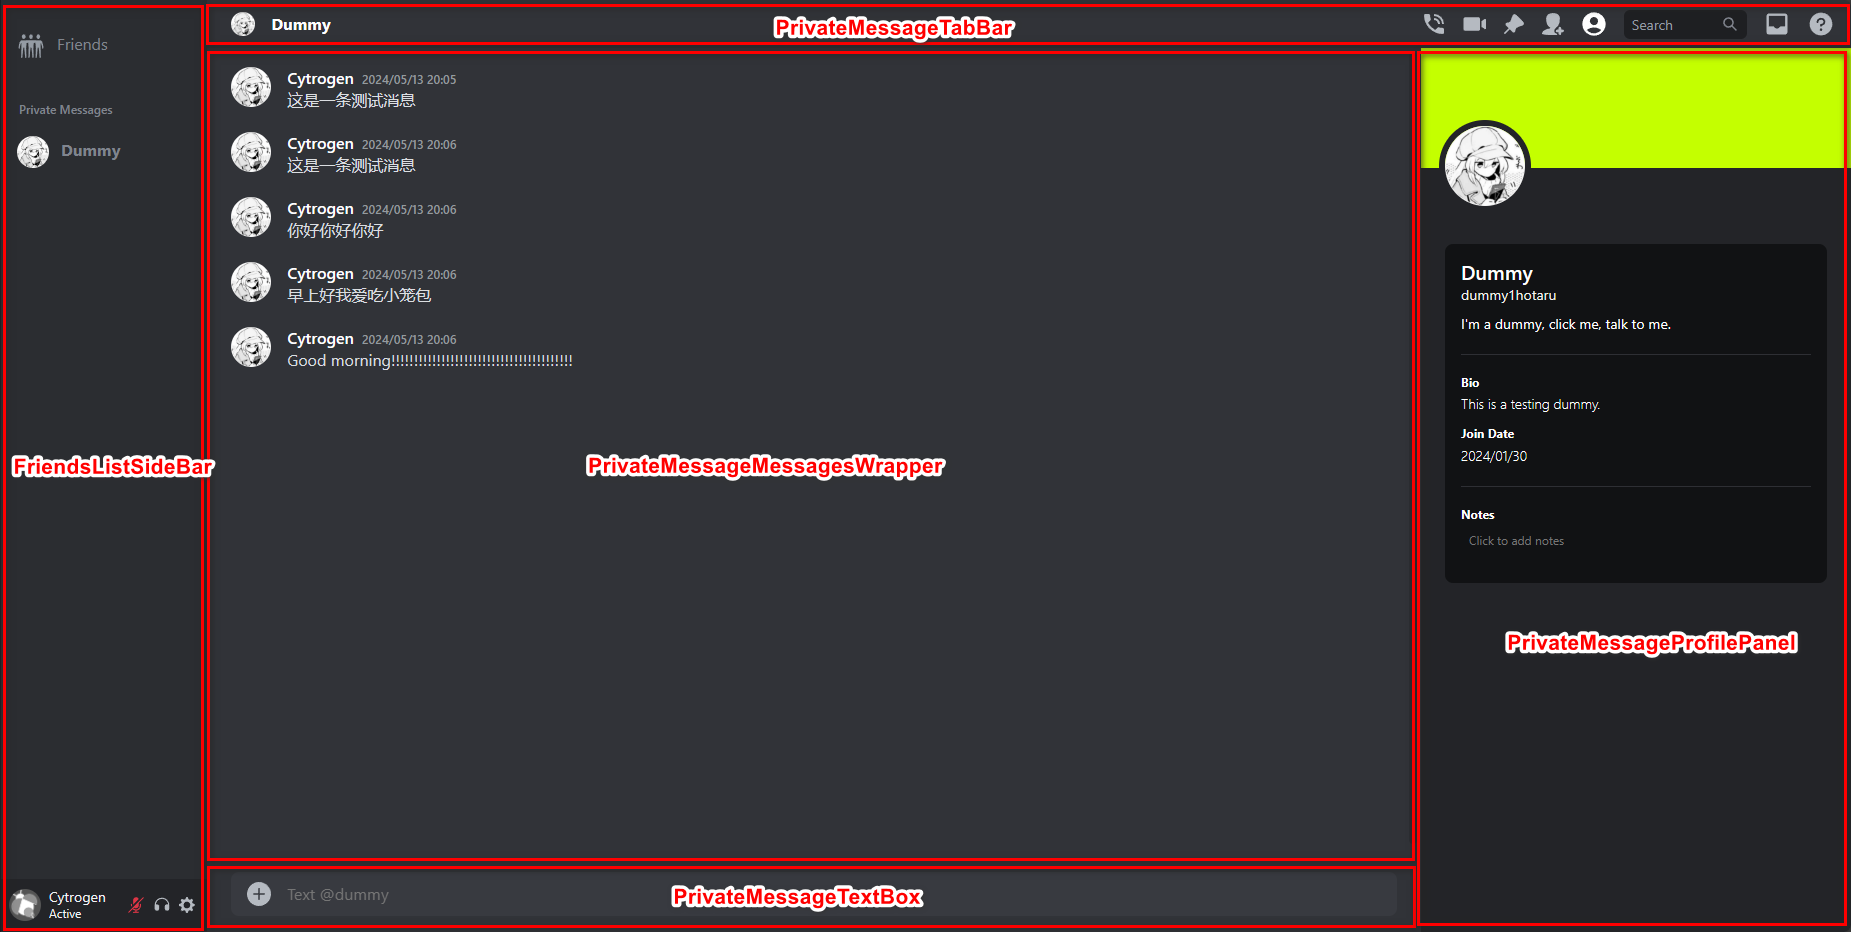 Friends
Private Messages
Dummy
FriendsListSideBar
Cytrogen
Active
Dummy
PrivateMessageTabBar
Search
Cytrogen 2024/05/13 20:05
这是一条测试消息
Cytrogen 2024/05/13 20:06
这是一条测试消息
Cytrogen 2024/05/13 20:06
你好你好你好
Cytrogen 2024/05/13 20:06
早上好我爱吃小笼包
Cytrogen 2024/05/13 20:06
Good morning!!!!!!!!!!!!!!!!!!!!!!!!!!!!!!!!!!!!!!!!
PrivateMessageMessagesWrapper
Text @dummy
PrivateMessageTextBox
Dummy
dummy1hotaru
I'm a dummy, click me, talk to me.
Bio
This is a testing dummy.
Join Date
2024/01/30
Notes
Click to add notes
PrivateMessageProfilePanel